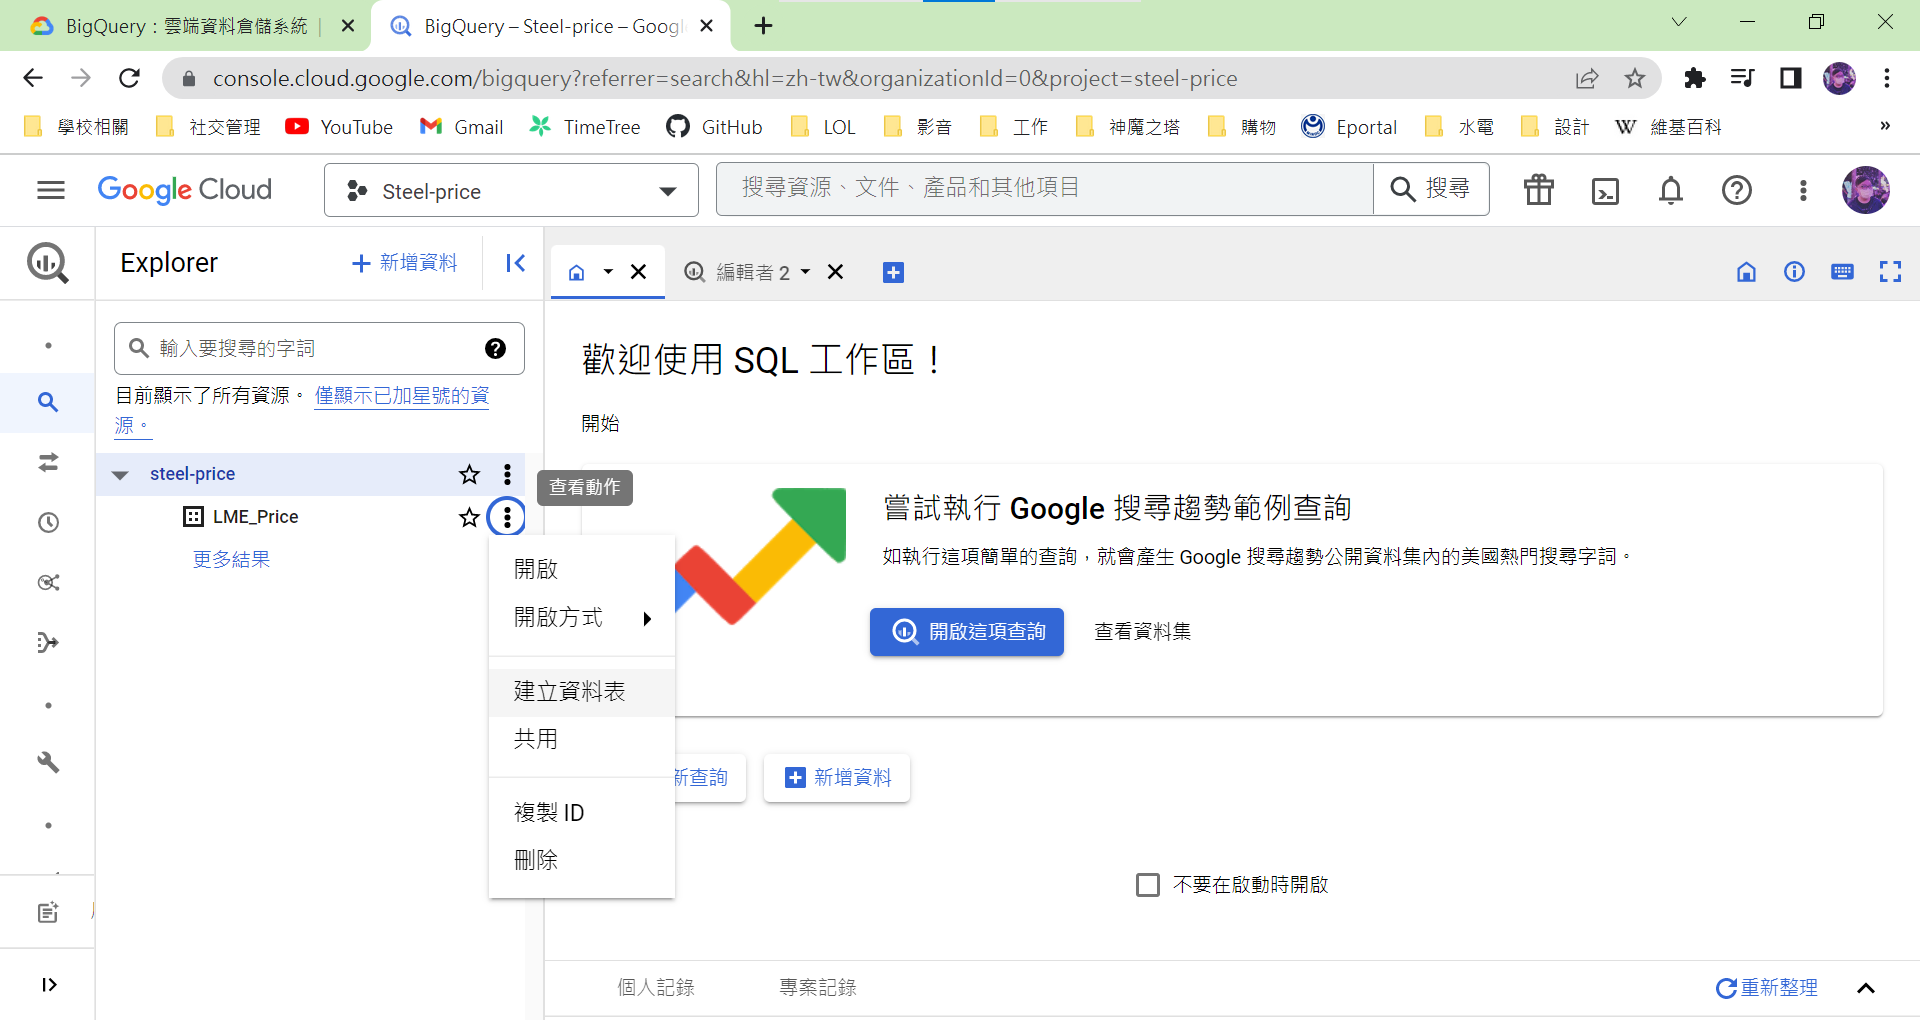 BigQuery：雲端資料倉儲系統
BigQuery – Steel-price – Googl
console.cloud.google.com/bigquery?referrer=search&hl=zh-tw&organizationId=0&project=steel-price
學校相關 社交管理 YouTube Gmail TimeTree GitHub LOL 影音 工作 神魔之塔 購物 Eportal 水電 設計 W 維基百科 »
Google Cloud
Steel-price
搜尋資源、文件、產品和其他項目
搜尋
Explorer
新增資料
編輯者 2
輸入要搜尋的字詞
目前顯示了所有資源。 僅顯示已加星號的資
源。
steel-price
查看動作
LME_Price
更多結果
開啟
開啟方式
建立資料表
共用
複製 ID
刪除
歡迎使用 SQL 工作區！
開始
嘗試執行 Google 搜尋趨勢範例查詢
如執行這項簡單的查詢，就會產生 Google 搜尋趨勢公開資料集內的美國熱門搜尋字詞。
開啟這項查詢
查看資料集
新查詢
新增資料
不要在啟動時開啟
個人記錄
專案記錄
重新整理